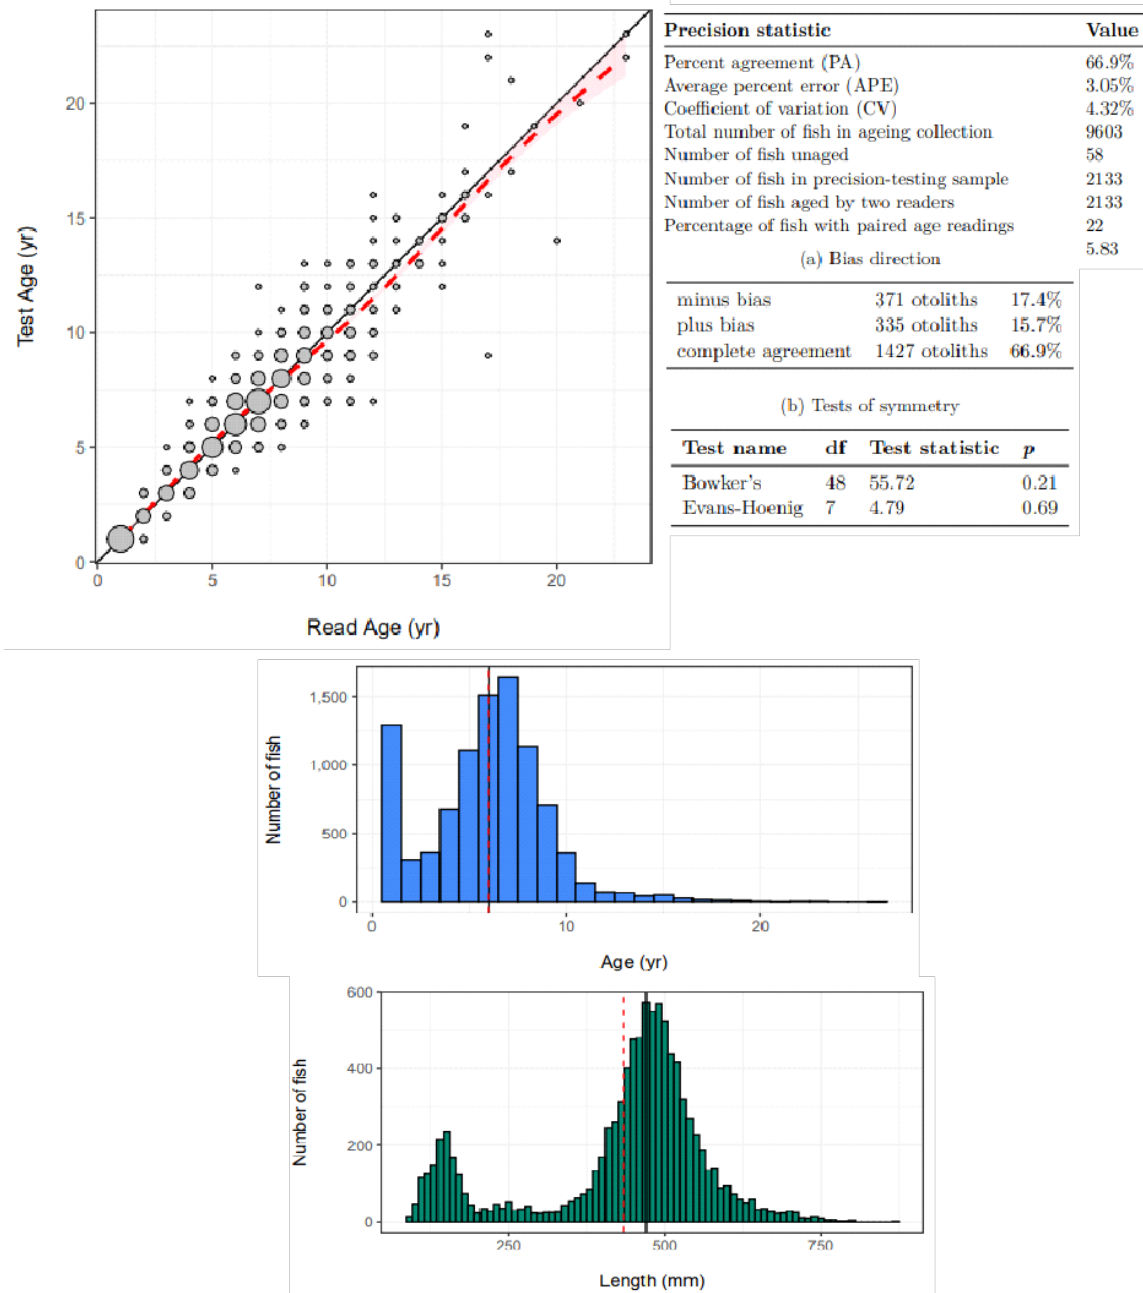 Test Age (yr)
20
15
10
5
0
0 5 10 15 20
Read Age (yr)
Precision statistic Value
Percent agreement (PA) 66.9%
Average percent error (APE) 3.05%
Coefficient of variation (CV) 4.32%
Total number of fish in ageing collection 9603
Number of fish unaged 58
Number of fish in precision-testing sample 2133
Number of fish aged by two readers 2133
Percentage of fish with paired age readings 22
5.83
(a) Bias direction
minus bias 371 otoliths 17.4%
plus bias 335 otoliths 15.7%
complete agreement 1427 otoliths 66.9%
(b) Tests of symmetry
Test name df Test statistic p
Bowker's 48 55.72 0.21
Evans-Hoenig 7 4.79 0.69
Number of fish
1,500
1,000
500
0
0 10 20
Age (yr)
Number of fish
600
400
200
0
250 500 750
Length (mm)